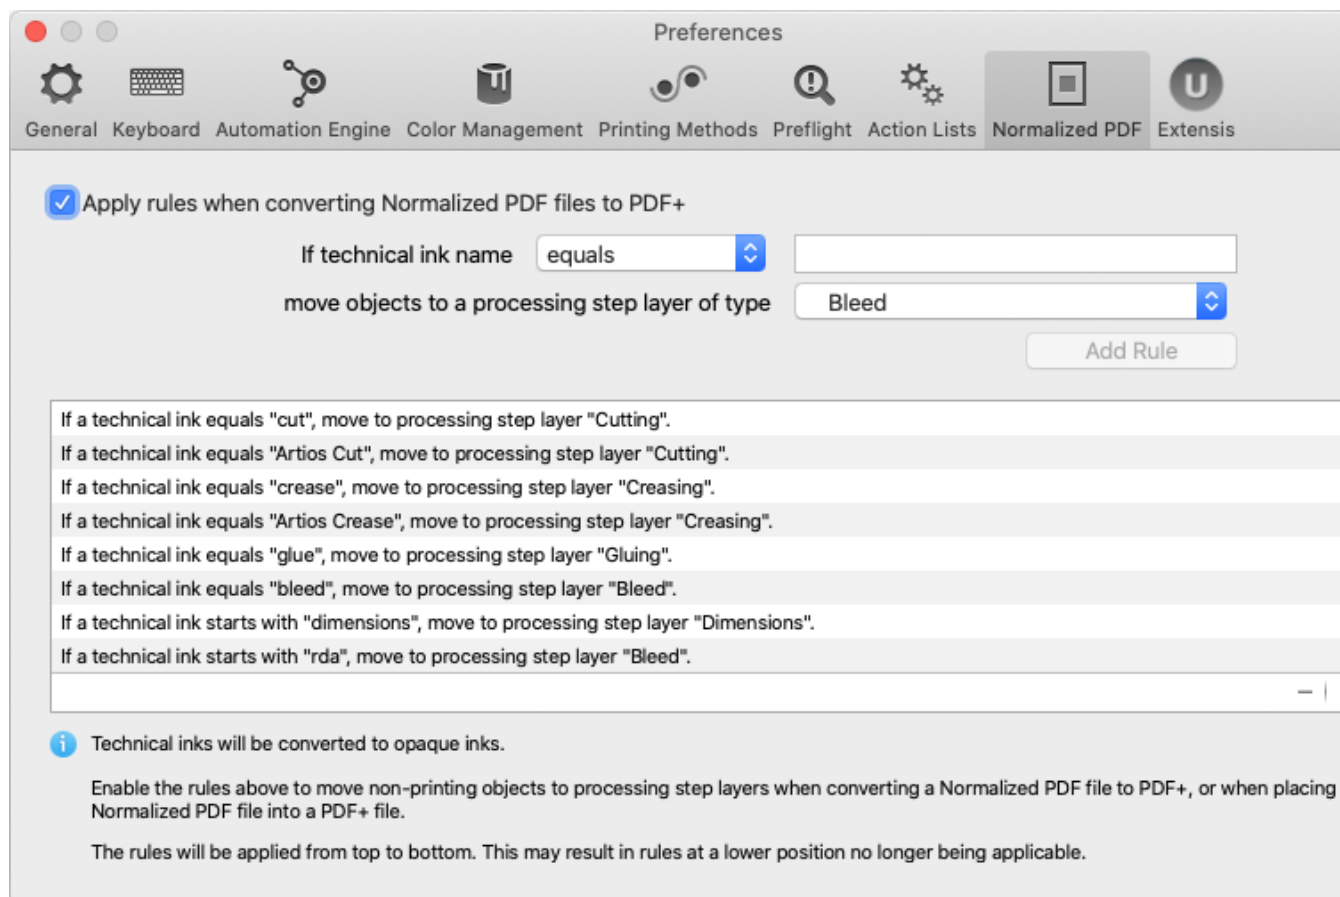 Preferences
General Keyboard Automation Engine Color Management Printing Methods Preflight Action Lists Normalized PDF Extensis
Apply rules when converting Normalized PDF files to PDF+
If technical ink name equals
move objects to a processing step layer of type Bleed
Add Rule
If a technical ink equals "cut", move to processing step layer "Cutting".
If a technical ink equals "Artios Cut", move to processing step layer "Cutting".
If a technical ink equals "crease", move to processing step layer "Creasing".
If a technical ink equals "Artios Crease", move to processing step layer "Creasing".
If a technical ink equals "glue", move to processing step layer "Gluing".
If a technical ink equals "bleed", move to processing step layer "Bleed".
If a technical ink starts with "dimensions", move to processing step layer "Dimensions".
If a technical ink starts with "rda", move to processing step layer "Bleed".
Technical inks will be converted to opaque inks.
Enable the rules above to move non-printing objects to processing step layers when converting a Normalized PDF file to PDF+, or when placing
Normalized PDF file into a PDF+ file.
The rules will be applied from top to bottom. This may result in rules at a lower position no longer being applicable.